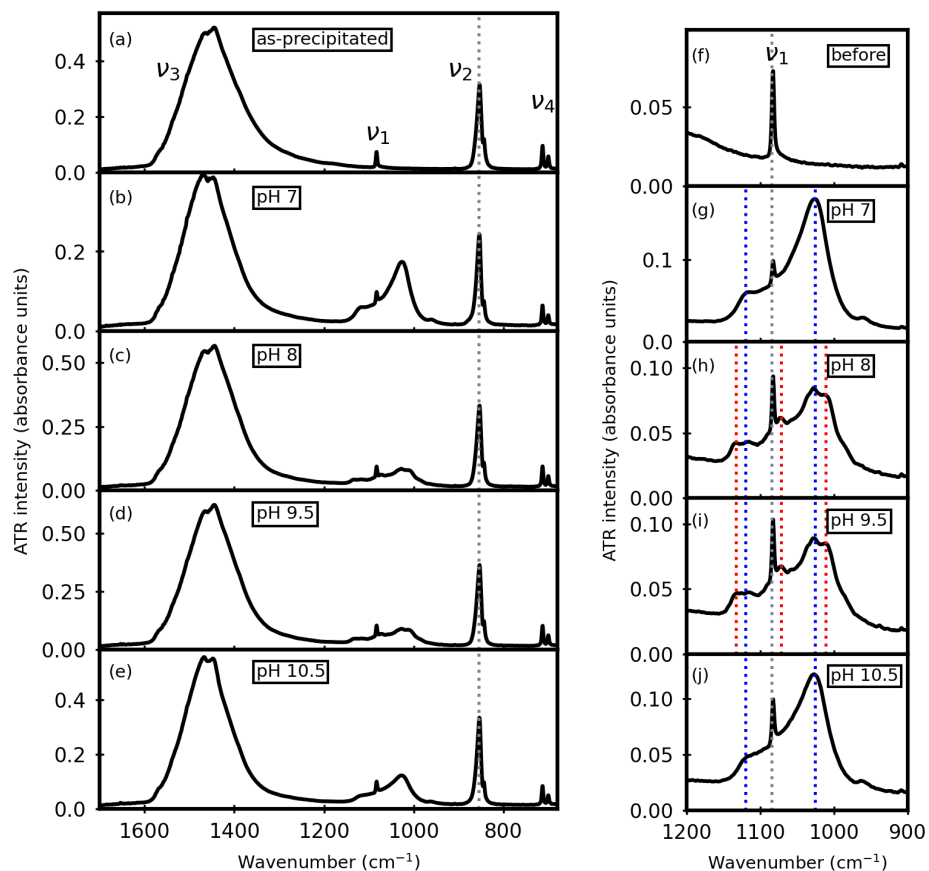 (a)
as-precipitated
ν3
ν1
ν2
ν4
0.4
0.2
0.0
(b)
pH 7
0.2
0.0
(c)
pH 8
0.50
0.25
0.00
(d)
pH 9.5
0.50
0.25
0.00
(e)
pH 10.5
0.4
0.2
0.0
1600 1400 1200 1000 800
Wavenumber (cm⁻¹)
ATR intensity (absorbance units)
(f)
ν1
before
0.05
0.00
(g)
pH 7
0.1
0.0
(h)
pH 8
0.10
0.05
0.00
(i)
pH 9.5
0.10
0.05
0.00
(j)
pH 10.5
0.10
0.05
0.00
1200 1100 1000 900
Wavenumber (cm⁻¹)
ATR intensity (absorbance units)